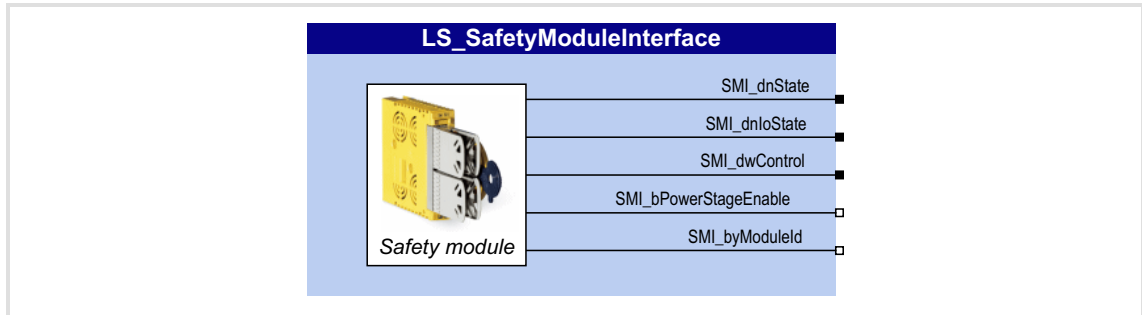 LS_SafetyModuleInterface
SMI_dnState
SMI_dnIoState
SMI_dwControl
SMI_bPowerStageEnable
SMI_byModuleId
Safety module